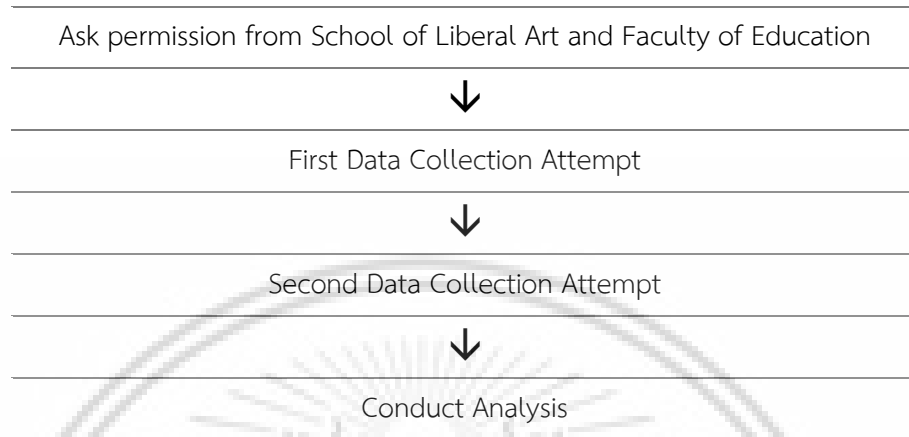 Ask permission from School of Liberal Art and Faculty of Education
↓
First Data Collection Attempt
↓
Second Data Collection Attempt
↓
Conduct Analysis